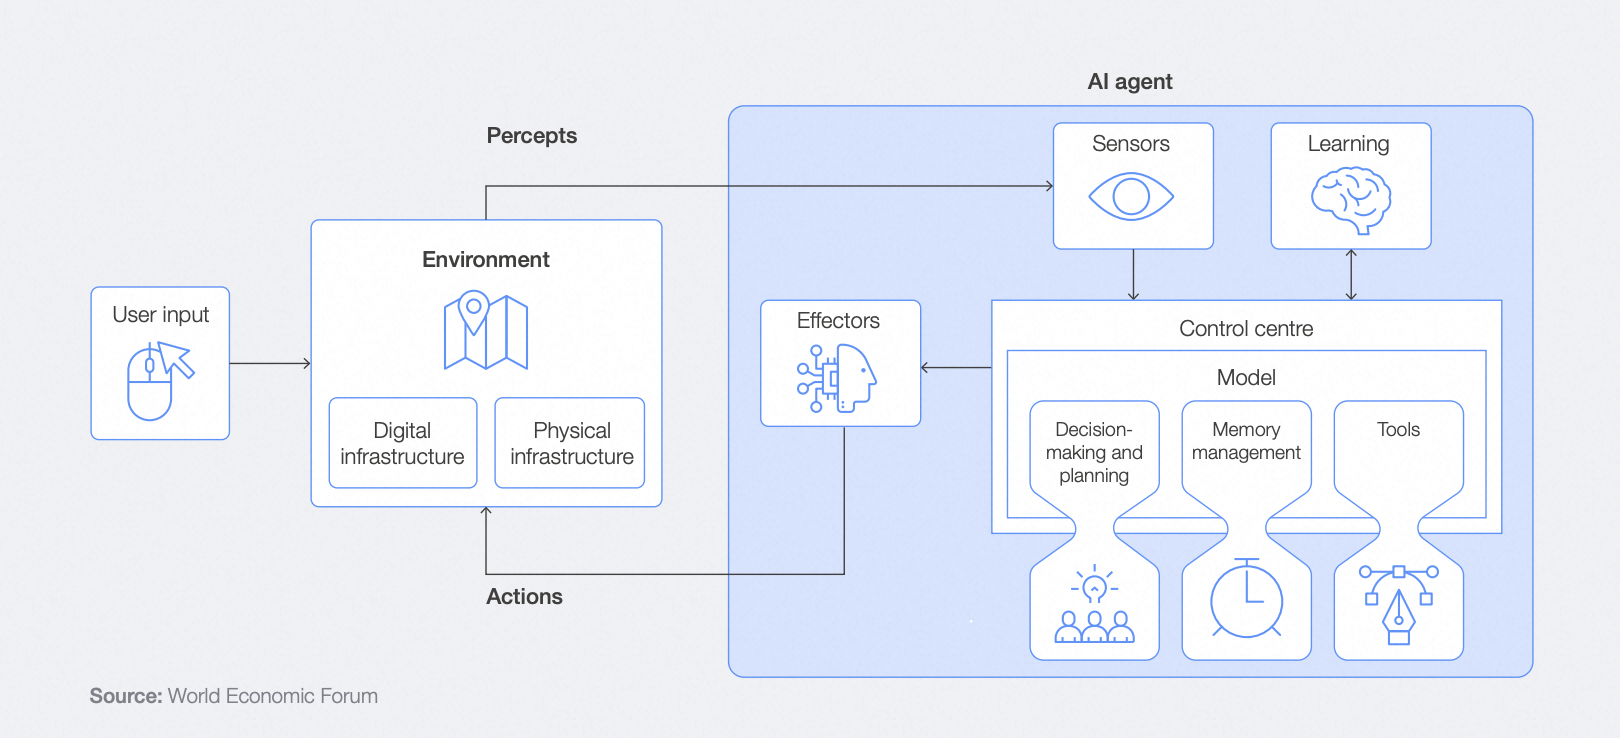 AI agent
Percepts
Sensors
Learning
Environment
User input
Effectors
Control centre
Model
Digital
infrastructure
Physical
infrastructure
Decision-
making and
planning
Memory
management
Tools
Actions
Source: World Economic Forum